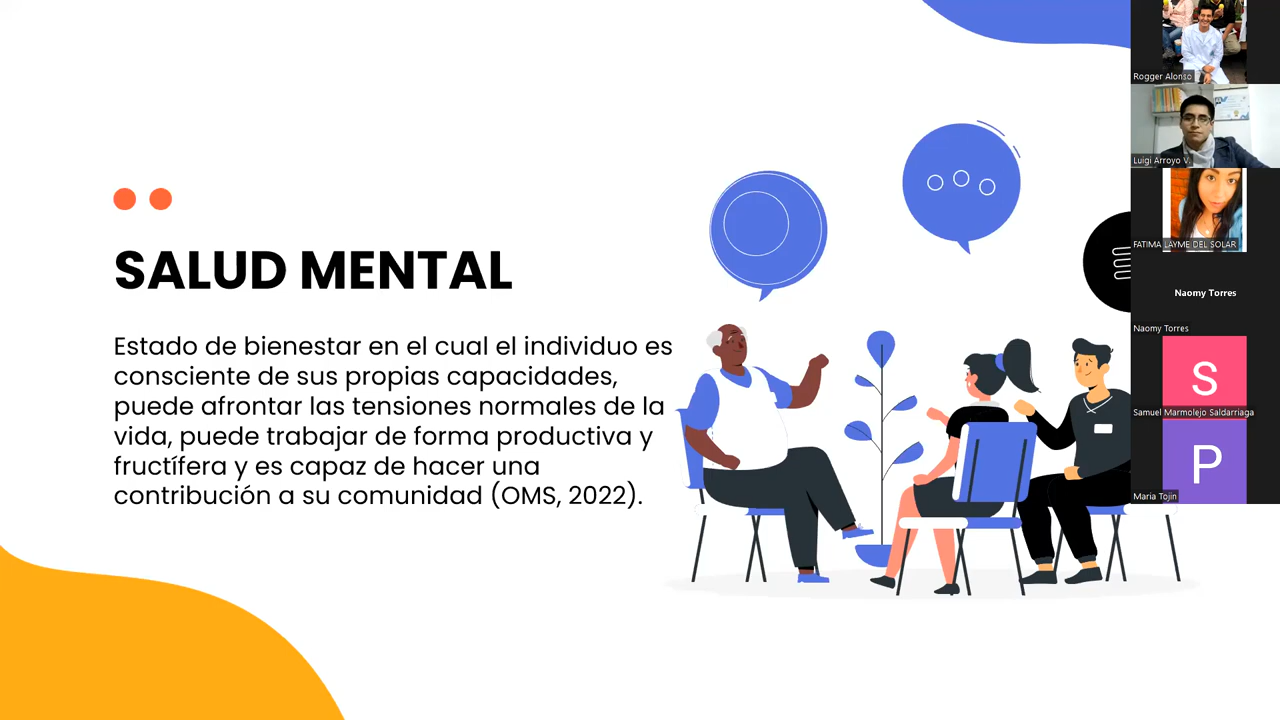 SALUD MENTAL
Estado de bienestar en el cual el individuo es
consciente de sus propias capacidades,
puede afrontar las tensiones normales de la
vida, puede trabajar de forma productiva y
fructífera y es capaz de hacer una
contribución a su comunidad (OMS, 2022).
Rogger Alonso
Luigi Arroyo V.
FATIMA LAYME DEL SOLAR
Naomy Torres
Naomy Torres
S
Samuel Marmolejo Saldarriaga
P
Maria Tojin